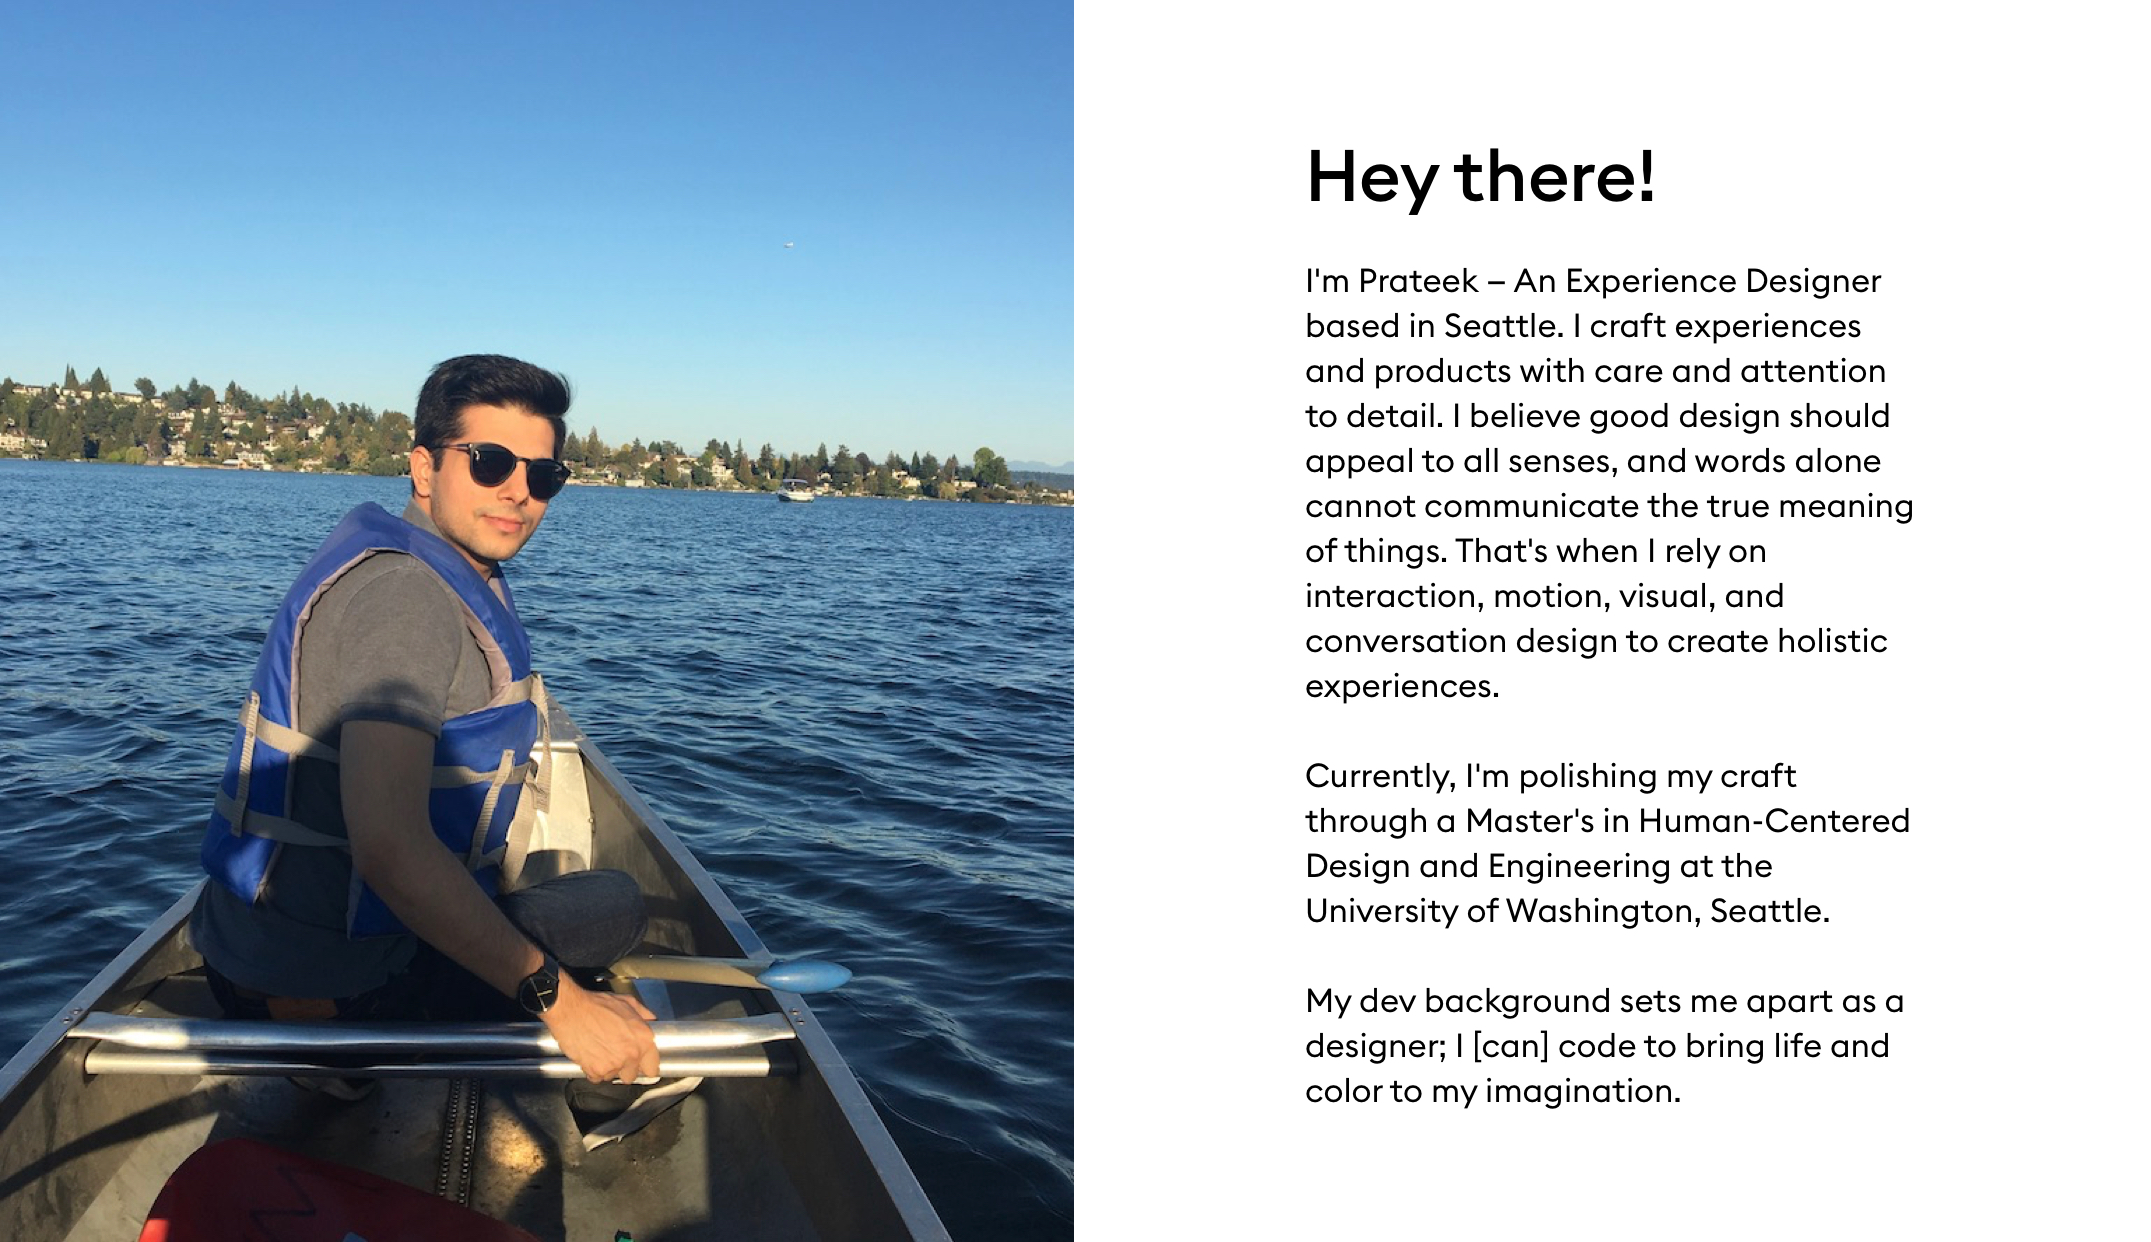 Hey there!
I'm Prateek – An Experience Designer
based in Seattle. I craft experiences
and products with care and attention
to detail. I believe good design should
appeal to all senses, and words alone
cannot communicate the true meaning
of things. That's when I rely on
interaction, motion, visual, and
conversation design to create holistic
experiences.
Currently, I'm polishing my craft
through a Master's in Human-Centered
Design and Engineering at the
University of Washington, Seattle.
My dev background sets me apart as a
designer; I [can] code to bring life and
color to my imagination.